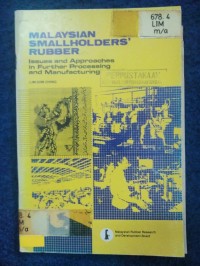 678.4
LIM
m/a
MALAYSIAN
SMALLHOLDERS'
RUBBER
Issues and Approaches
in Further Processing
and Manufacturing
Malaysian Rubber Research
and Development Board